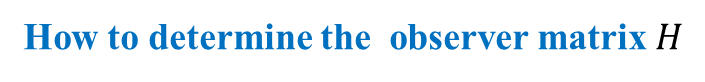 How to determine the observer matrix H